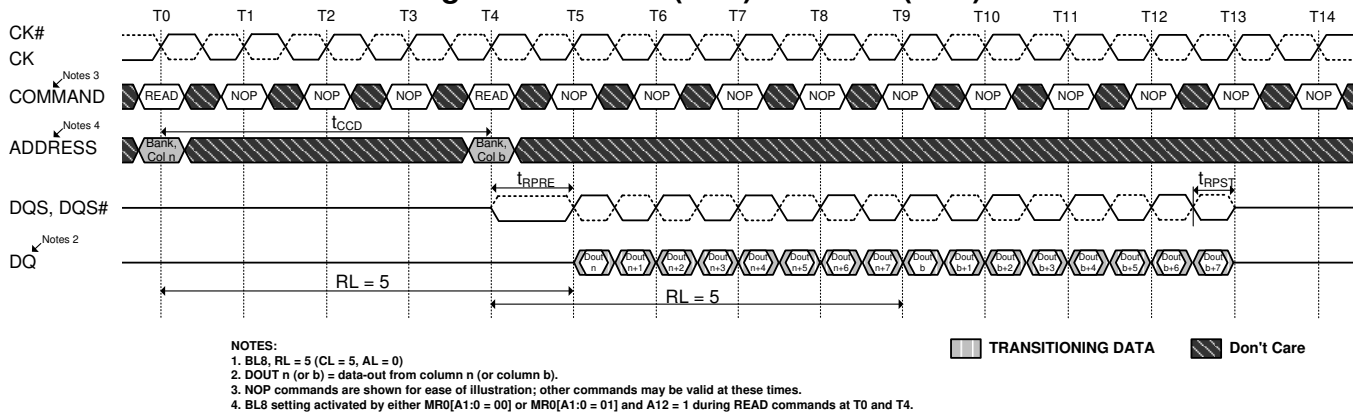 T0 T1 T2 T3 T4 T5 T6 T7 T8 T9 T10 T11 T12 T13 T14
CK#
CK
Notes 3
COMMAND READ NOP NOP NOP READ NOP NOP NOP NOP NOP NOP NOP NOP NOP NOP
tCCD
Notes 4
ADDRESS Bank, Col n Bank, Col b
tRPRE tRPST
DQS, DQS#
Notes 2
DQ Dout n Dout n+1 Dout n+2 Dout n+3 Dout n+4 Dout n+5 Dout n+6 Dout n+7 Dout b Dout b+1 Dout b+2 Dout b+3 Dout b+4 Dout b+5 Dout b+6 Dout b+7
RL = 5 RL = 5
NOTES:
1. BL8, RL = 5 (CL = 5, AL = 0)
2. DOUT n (or b) = data-out from column n (or column b).
3. NOP commands are shown for ease of illustration; other commands may be valid at these times.
4. BL8 setting activated by either MR0[A1:0 = 00] or MR0[A1:0 = 01] and A12 = 1 during READ commands at T0 and T4.
TRANSITIONING DATA Don't Care